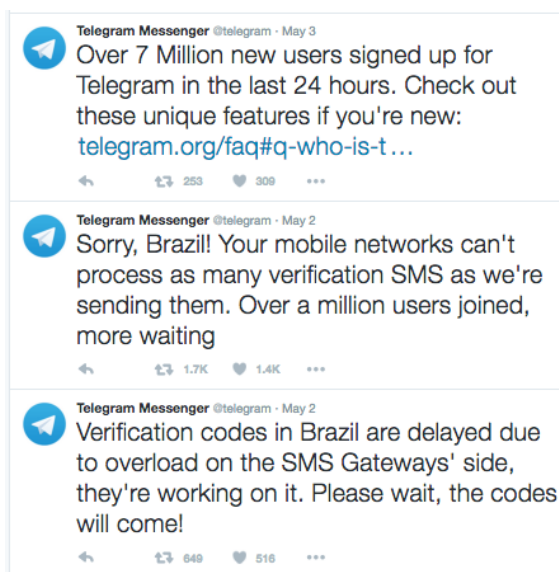 Telegram Messenger @telegram · May 3
Over 7 Million new users signed up for
Telegram in the last 24 hours. Check out
these unique features if you're new:
telegram.org/faq#q-who-is-t...
253 309
Telegram Messenger @telegram · May 2
Sorry, Brazil! Your mobile networks can't
process as many verification SMS as we're
sending them. Over a million users joined,
more waiting
1.7K 1.4K
Telegram Messenger @telegram · May 2
Verification codes in Brazil are delayed due
to overload on the SMS Gateways' side,
they're working on it. Please wait, the codes
will come!
649 516